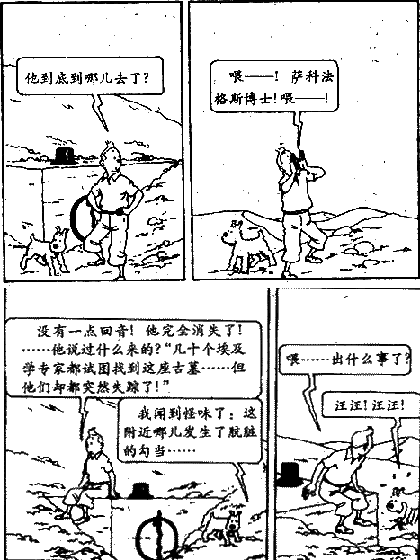 他到底到哪儿去了？
喂——！萨科法
格斯博士！喂——！
没有一点回音！他完全消失了！
……他说过什么来的？“几十个埃及
学专家都试图找到这座古墓……但
他们却都突然失踪了！”
我闻到怪味了：这
附近哪儿发生了肮脏
的勾当……
喂……出什么事了？
汪汪！汪汪！